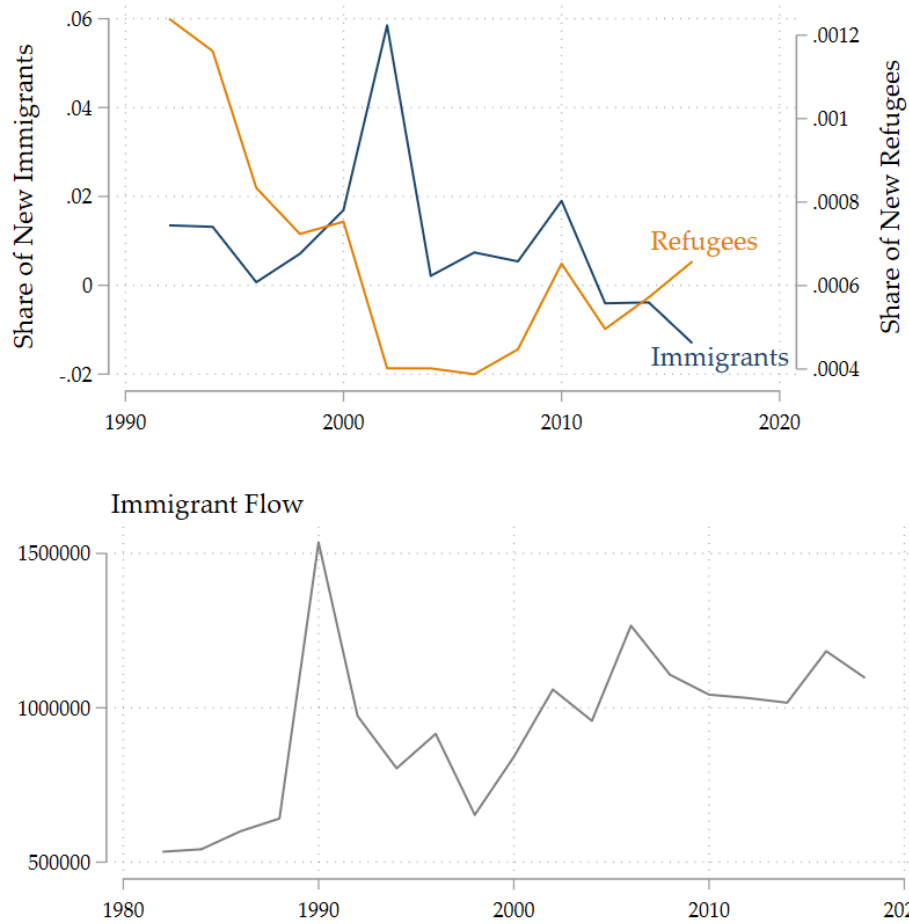 Share of New Immigrants
.06
.04
.02
0
-.02
Share of New Refugees
.0012
.001
.0008
.0006
.0004
Refugees
Immigrants
1990 2000 2010 2020
Immigrant Flow
1500000
1000000
500000
1980 1990 2000 2010 202